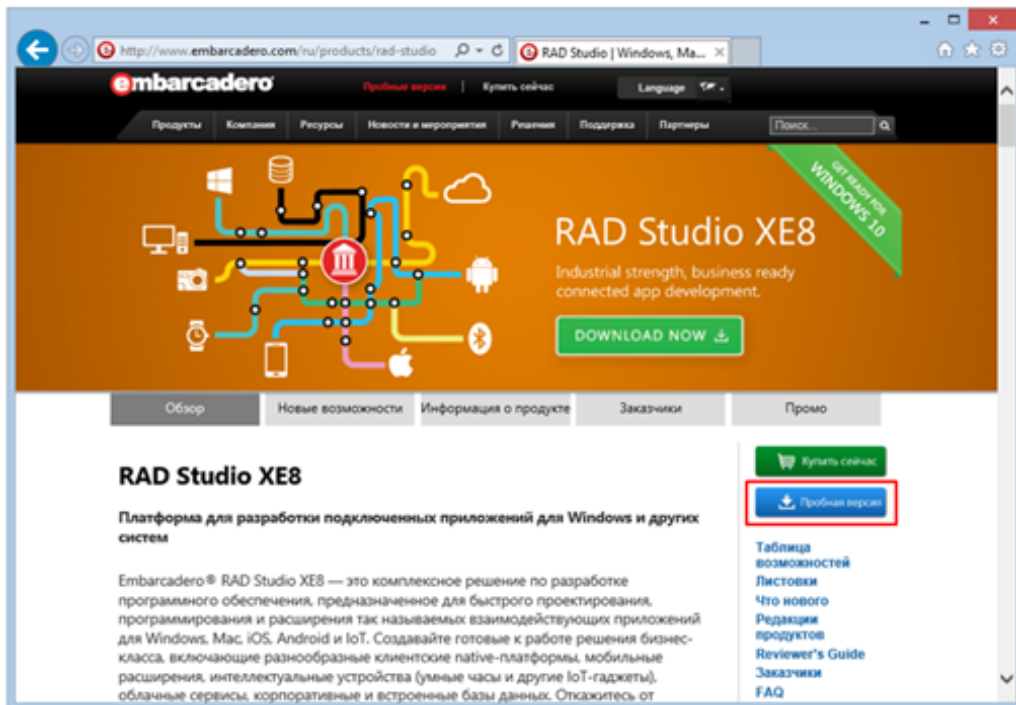 http://www.embarcadero.com/ru/products/rad-studio
RAD Studio | Windows, Ma...
embarcadero
Пробные версии | Купить сейчас
Language
Продукты Компания Ресурсы Новости и мероприятия Решения Поддержка Партнеры
Поиск...
GET READY FOR
WINDOWS 10
RAD Studio XE8
Industrial strength, business ready
connected app development.
DOWNLOAD NOW
Обзор Новые возможности Информация о продукте Заказчики Промо
Купить сейчас
Пробная версия
RAD Studio XE8
Платформа для разработки подключенных приложений для Windows и других
систем
Embarcadero® RAD Studio XE8 — это комплексное решение по разработке
программного обеспечения, предназначенное для быстрого проектирования,
программирования и расширения так называемых взаимодействующих приложений
для Windows, Mac, iOS, Android и IoT. Создавайте готовые к работе решения бизнес-
класса, включающие разнообразные клиентские native-платформы, мобильные
расширения, интеллектуальные устройства (умные часы и другие IoT-гаджеты),
облачные сервисы, корпоративные и встроенные базы данных. Откажитесь от
Таблица
возможностей
Листовки
Что нового
Редакции
продуктов
Reviewer's Guide
Заказчики
FAQ